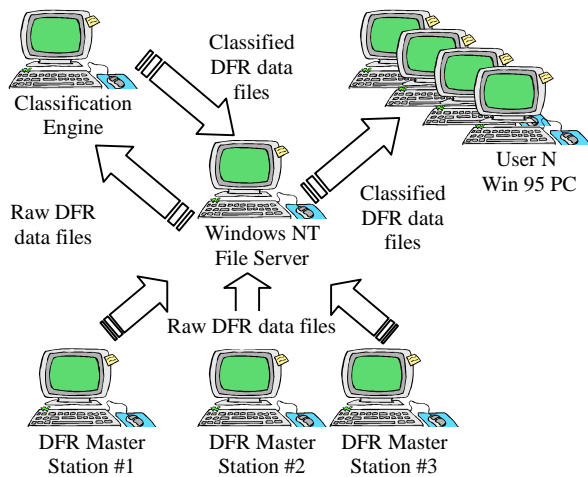 Classification
Engine
Classified
DFR data
files
User N
Win 95 PC
Raw DFR
data files
Windows NT
File Server
Classified
DFR data
files
Raw DFR data files
DFR Master
Station #1
DFR Master
Station #2
DFR Master
Station #3